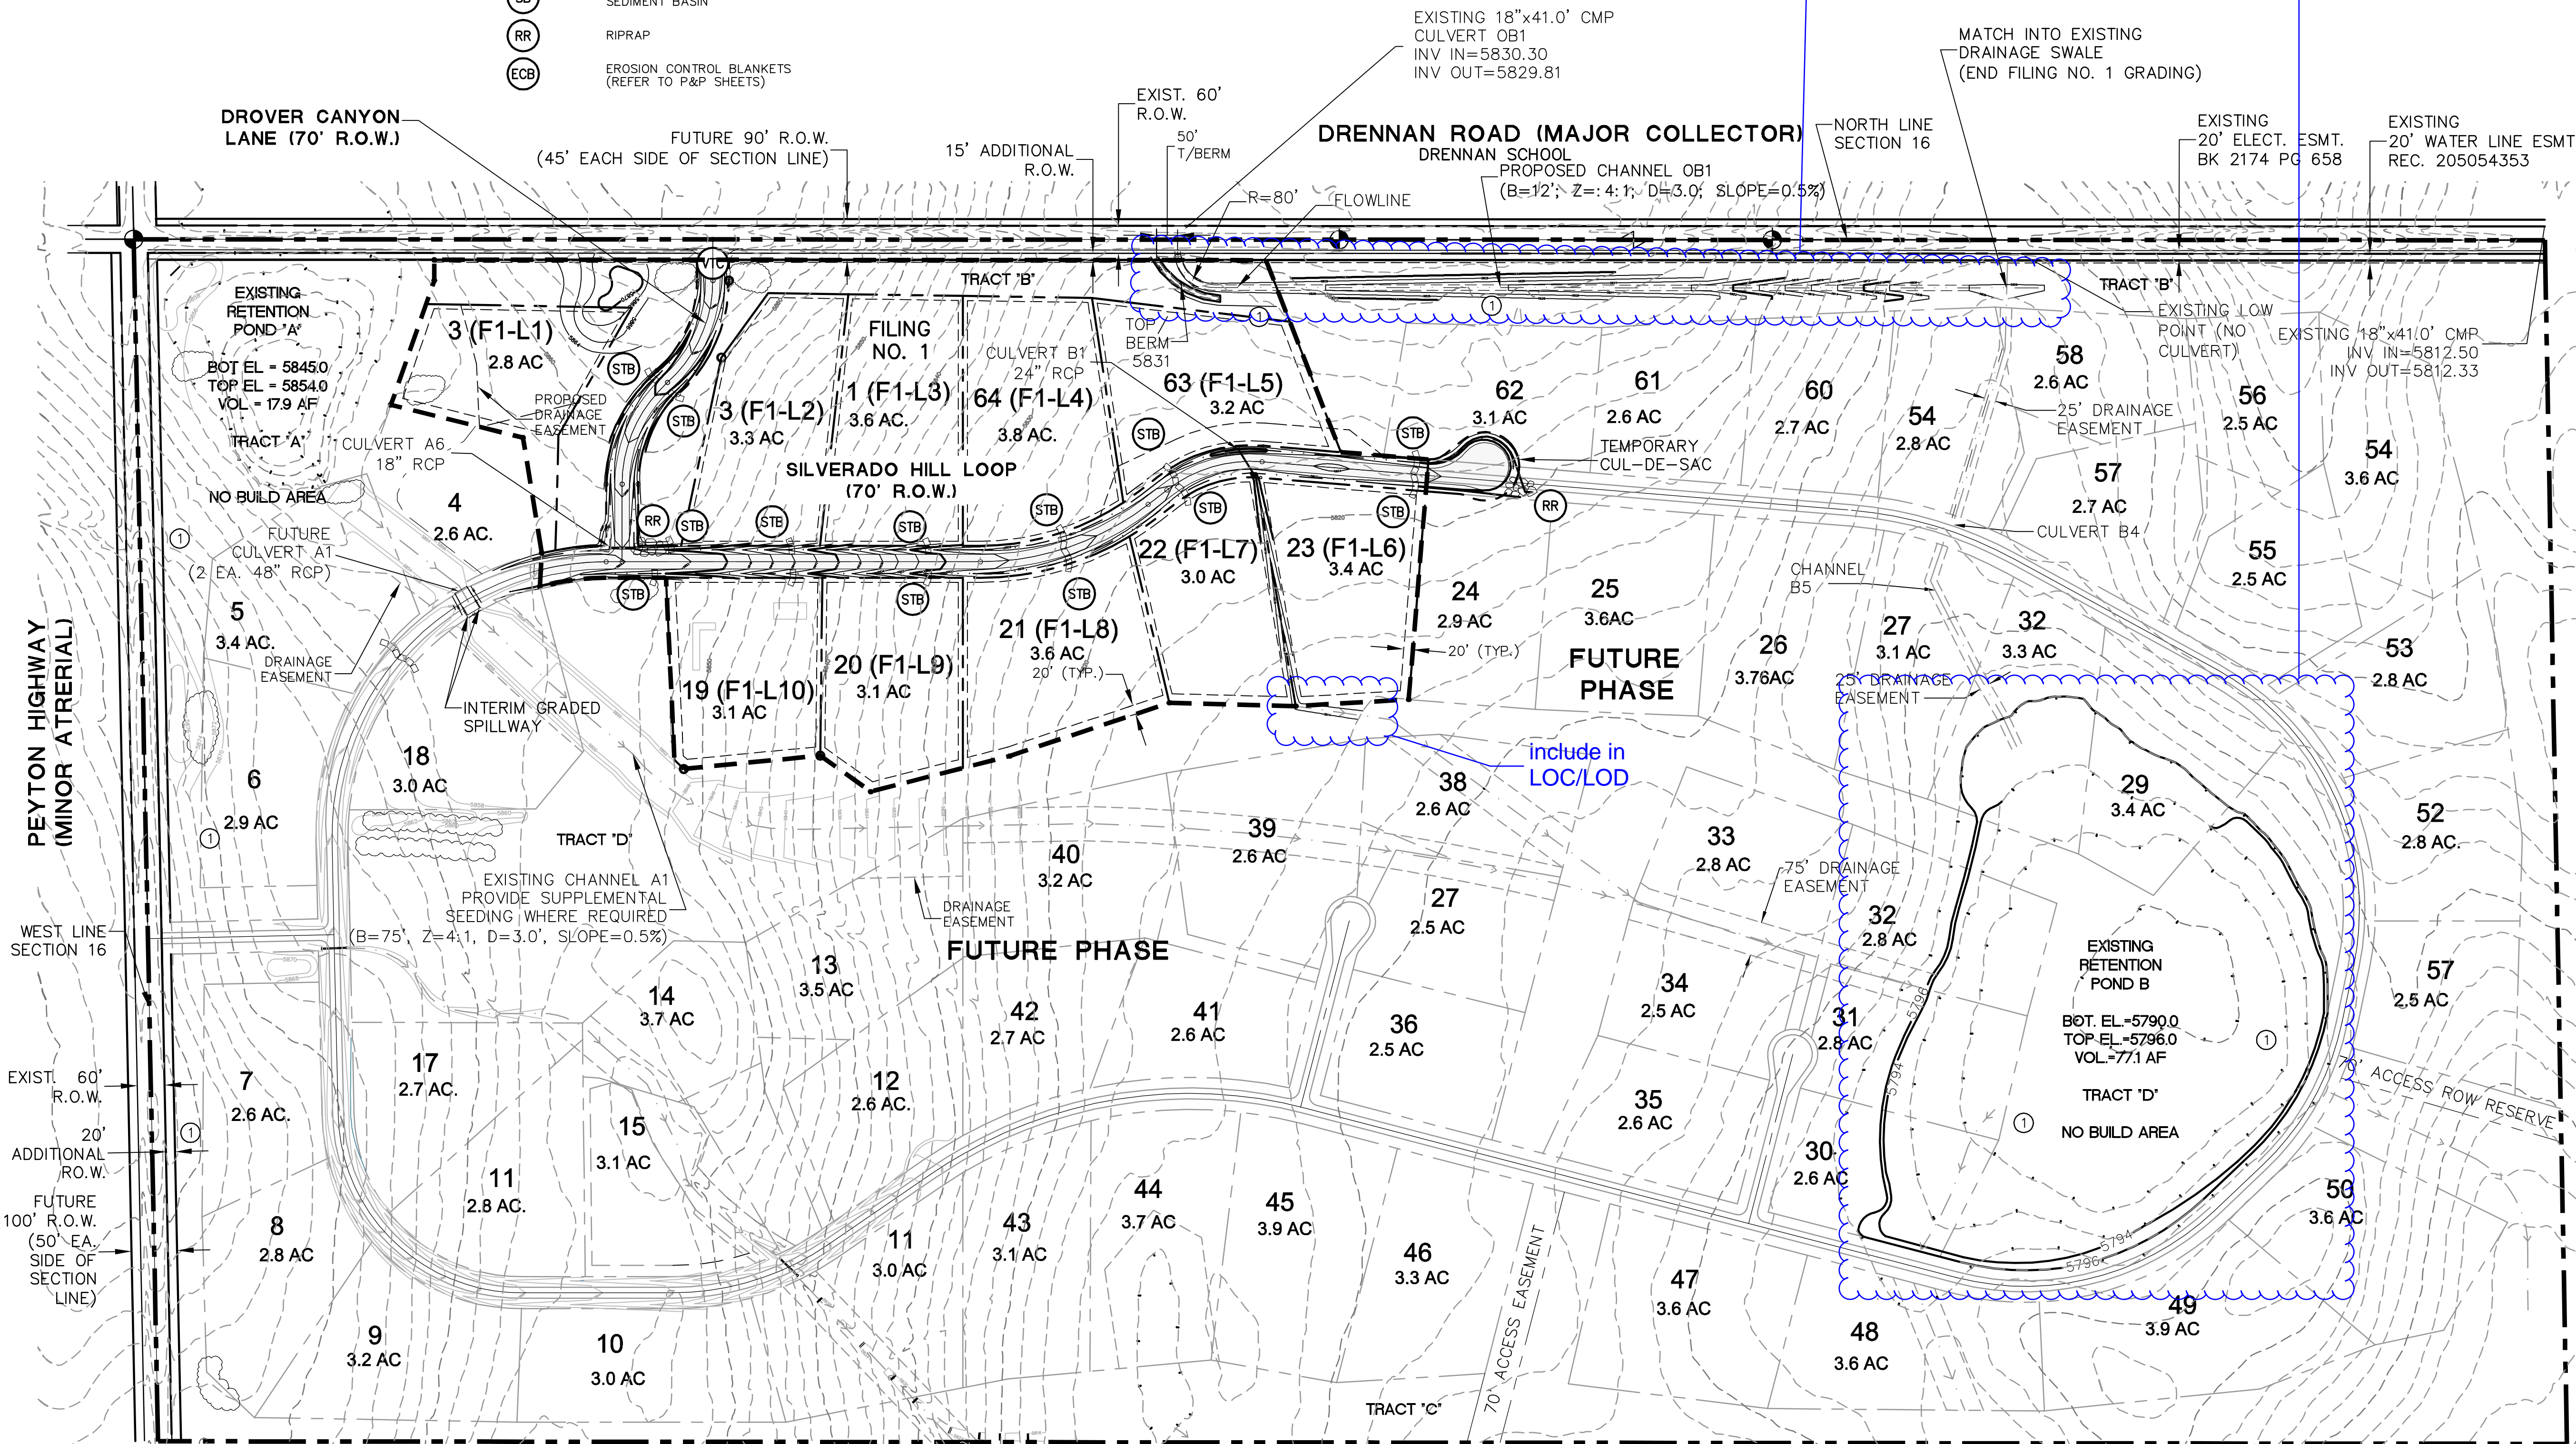 SEDIMENT BASIN
RR
RIPRAP
ECB
EROSION CONTROL BLANKETS
(REFER TO P&P SHEETS)
EXISTING 18"x41.0' CMP
CULVERT OB1
INV IN=5830.30
INV OUT=5829.81
MATCH INTO EXISTING
DRAINAGE SWALE
(END FILING NO. 1 GRADING)
DROVER CANYON
LANE (70' R.O.W.)
FUTURE 90' R.O.W.
(45' EACH SIDE OF SECTION LINE)
15' ADDITIONAL
R.O.W.
EXIST. 60'
R.O.W.
50'
T/BERM
DRENNAN ROAD (MAJOR COLLECTOR)
DRENNAN SCHOOL
PROPOSED CHANNEL OB1
(B=12'; Z=:4:1; D=3.0; SLOPE=0.5%)
R=80'
FLOWLINE
NORTH LINE
SECTION 16
EXISTING
20' ELECT. ESMT.
BK 2174 PG 658
EXISTING
20' WATER LINE ESMT
REC. 205054353
VTC
TRACT "B"
TRACT "B"
EXISTING
RETENTION
POND "A"
BOT EL = 5845.0
TOP EL = 5854.0
VOL = 17.9 AF
TRACT "A"
NO BUILD AREA
3 (F1-L1)
2.8 AC
PROPOSED
DRAINAGE
EASEMENT
CULVERT A6
18" RCP
STB
STB
3 (F1-L2)
3.3 AC
FILING
NO. 1
1 (F1-L3)
3.6 AC.
64 (F1-L4)
3.8 AC.
CULVERT B1
24" RCP
TOP
BERM
5831
63 (F1-L5)
3.2 AC
1
1
STB
STB
SILVERADO HILL LOOP
(70' R.O.W.)
62
3.1 AC
61
2.6 AC
60
2.7 AC
54
2.8 AC
58
2.6 AC
EXISTING LOW
POINT (NO
CULVERT)
EXISTING 18"x41.0' CMP
INV IN=5812.50
INV OUT=5812.33
56
2.5 AC
54
3.6 AC
57
2.7 AC
25' DRAINAGE
EASEMENT
TEMPORARY
CUL-DE-SAC
CULVERT B4
CHANNEL
B5
4
2.6 AC.
FUTURE
CULVERT A1
(2 EA. 48" RCP)
1
RR
STB
STB
STB
STB
STB
STB
RR
STB
STB
STB
5
3.4 AC.
DRAINAGE
EASEMENT
INTERIM GRADED
SPILLWAY
19 (F1-L10)
3.1 AC
20 (F1-L9)
3.1 AC
21 (F1-L8)
3.6 AC
20' (TYP.)
22 (F1-L7)
3.0 AC
23 (F1-L6)
3.4 AC
20' (TYP.)
24
2.9 AC
25
3.6AC
FUTURE
PHASE
26
3.76AC
27
3.1 AC
32
3.3 AC
55
2.5 AC
53
2.8 AC
25' DRAINAGE
EASEMENT
include in
LOC/LOD
PEYTON HIGHWAY
(MINOR ATRERIAL)
6
2.9 AC
1
18
3.0 AC
TRACT "D"
EXISTING CHANNEL A1
PROVIDE SUPPLEMENTAL
SEEDING WHERE REQUIRED
(B=75', Z=4:1, D=3.0', SLOPE=0.5%)
DRAINAGE
EASEMENT
FUTURE PHASE
40
3.2 AC
39
2.6 AC
38
2.6 AC
27
2.5 AC
33
2.8 AC
75' DRAINAGE
EASEMENT
32
2.8 AC
29
3.4 AC
52
2.8 AC.
EXISTING
RETENTION
POND B
BOT. EL.=5790.0
TOP EL.=5796.0
VOL.=77.1 AF
TRACT "D"
NO BUILD AREA
1
1
5796
5794
5794
5796
57
2.5 AC
70' ACCESS ROW RESERVE
WEST LINE
SECTION 16
EXIST. 60'
R.O.W.
20'
ADDITIONAL
RO.W.
1
FUTURE
100' R.O.W.
(50' EA.
SIDE OF
SECTION
LINE)
7
2.6 AC.
17
2.7 AC.
14
3.7 AC
13
3.5 AC
12
2.6 AC.
15
3.1 AC
42
2.7 AC
41
2.6 AC
36
2.5 AC
34
2.5 AC
35
2.6 AC
31
2.8 AC
30
2.6 AC
50
3.6 AC
8
2.8 AC
11
2.8 AC.
11
3.0 AC
43
3.1 AC
44
3.7 AC
45
3.9 AC
46
3.3 AC
70' ACCESS EASEMENT
47
3.6 AC
48
3.6 AC
49
3.9 AC
9
3.2 AC
10
3.0 AC
TRACT "C"